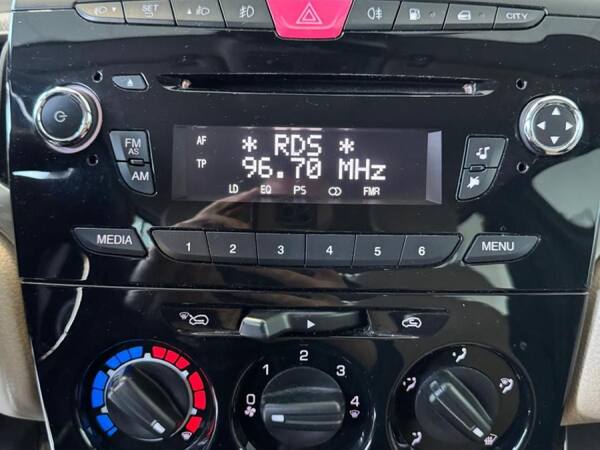 SET
CITY
AF
* RDS *
TP
96.70 MHz
LD EQ PS FMR
FM
AS
AM
MEDIA
1 2 3 4 5 6
MENU
0 1 2 3 4